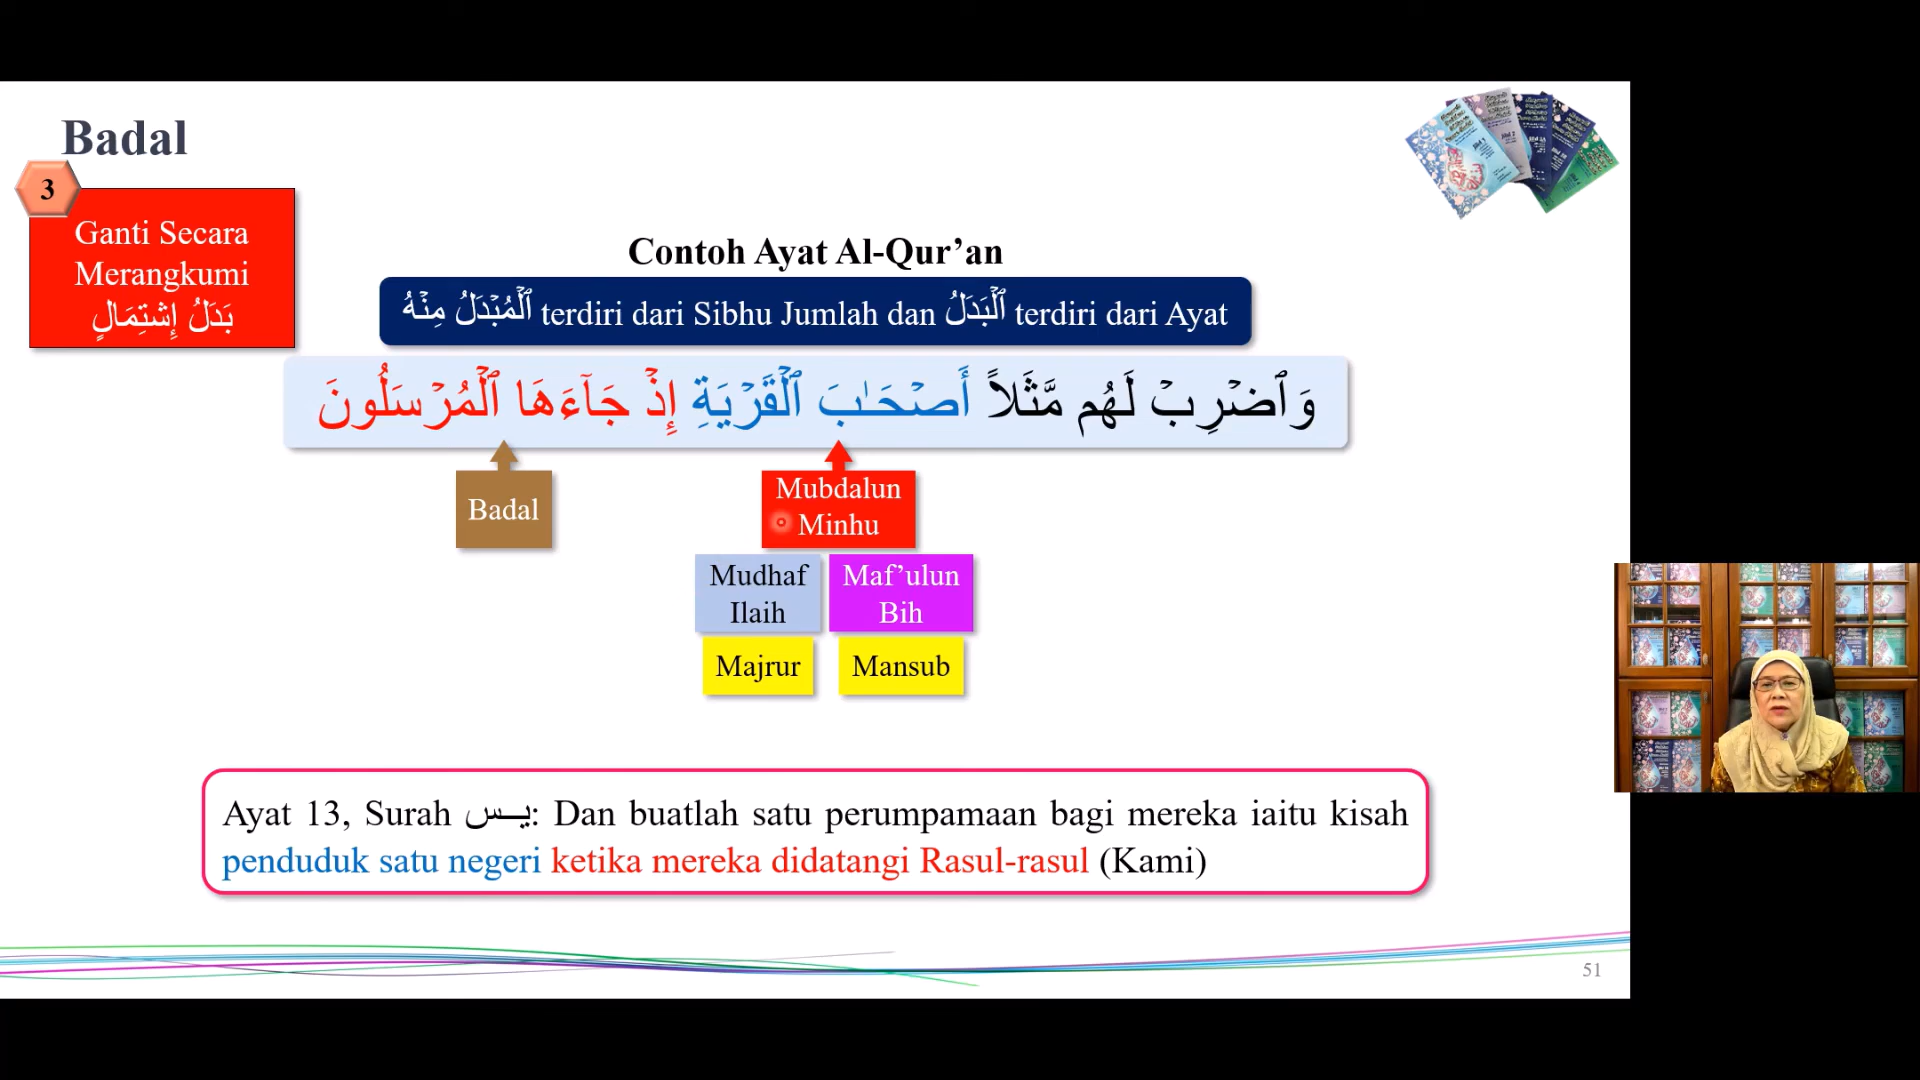 Badal
3
Ganti Secara
Merangkumi
بَدَلُ إِشْتِمَالٍ
Contoh Ayat Al-Qur’an
ٱلْمُبْدَلُ مِنْهُ terdiri dari Sibhu Jumlah dan ٱلْبَدَلُ terdiri dari Ayat
وَٱضْرِبْ لَهُم مَّثَلاً أَصْحَـٰبَ ٱلْقَرْيَةِ إِذْ جَآءَهَا ٱلْمُرْسَلُونَ
Badal
Mubdalun
Minhu
Mudhaf
Ilaih
Maf’ulun
Bih
Majrur
Mansub
Ayat 13, Surah يــس: Dan buatlah satu perumpamaan bagi mereka iaitu kisah
penduduk satu negeri ketika mereka didatangi Rasul-rasul (Kami)
51